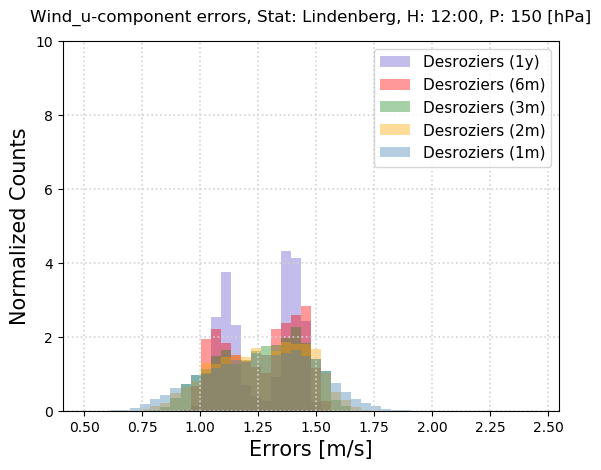 Wind_u-component errors, Stat: Lindenberg, H: 12:00, P: 150 [hPa]
10
8
6
4
2
0
Normalized Counts
Desroziers (1y)
Desroziers (6m)
Desroziers (3m)
Desroziers (2m)
Desroziers (1m)
0.50 0.75 1.00 1.25 1.50 1.75 2.00 2.25 2.50
Errors [m/s]